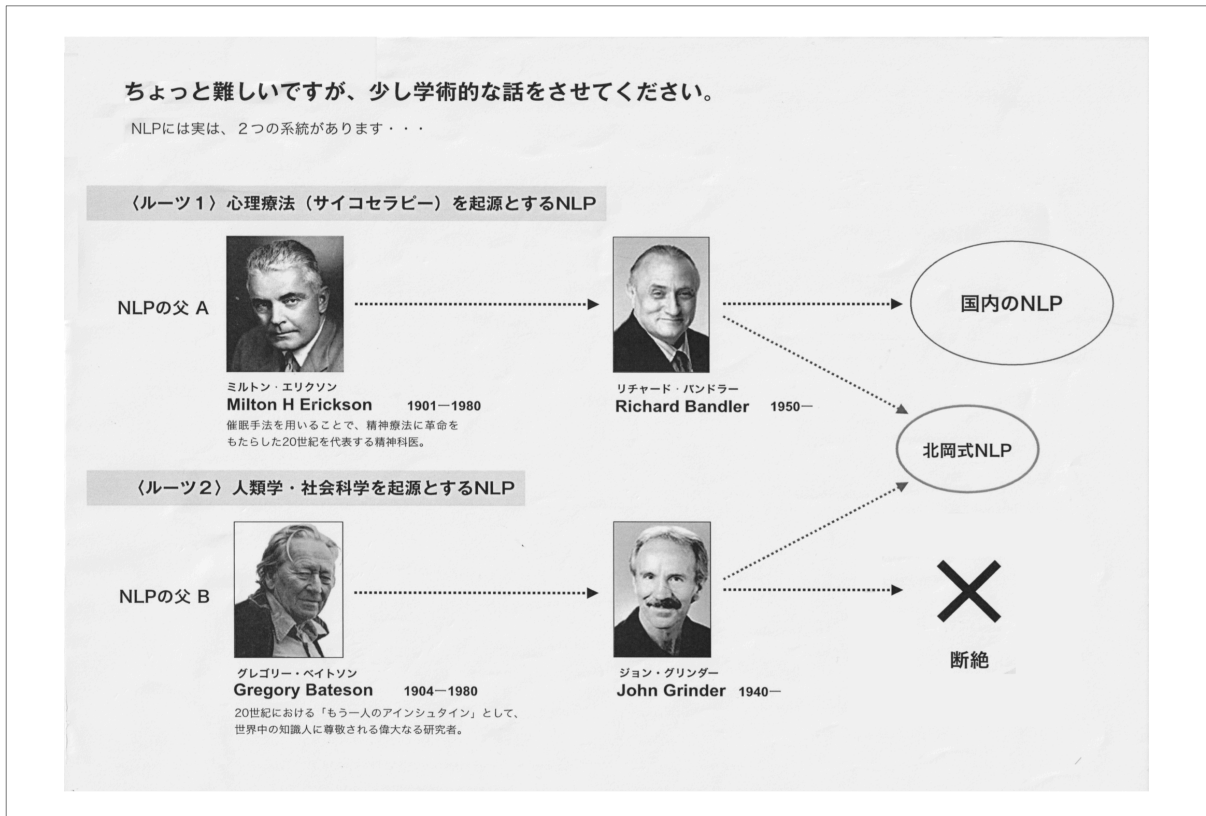 ちょっと難しいですが、少し学術的な話をさせてください。
NLPには実は、２つの系統があります・・・
〈ルーツ１〉心理療法（サイコセラピー）を起源とするNLP
NLPの父 A
ミルトン・エリクソン
Milton H Erickson 1901—1980
催眠手法を用いることで、精神療法に革命を
もたらした20世紀を代表する精神科医。
リチャード・バンドラー
Richard Bandler 1950—
国内のNLP
北岡式NLP
〈ルーツ２〉人類学・社会科学を起源とするNLP
NLPの父 B
グレゴリー・ベイトソン
Gregory Bateson 1904—1980
20世紀における「もう一人のアインシュタイン」として、
世界中の知識人に尊敬される偉大なる研究者。
ジョン・グリンダー
John Grinder 1940—
断絶